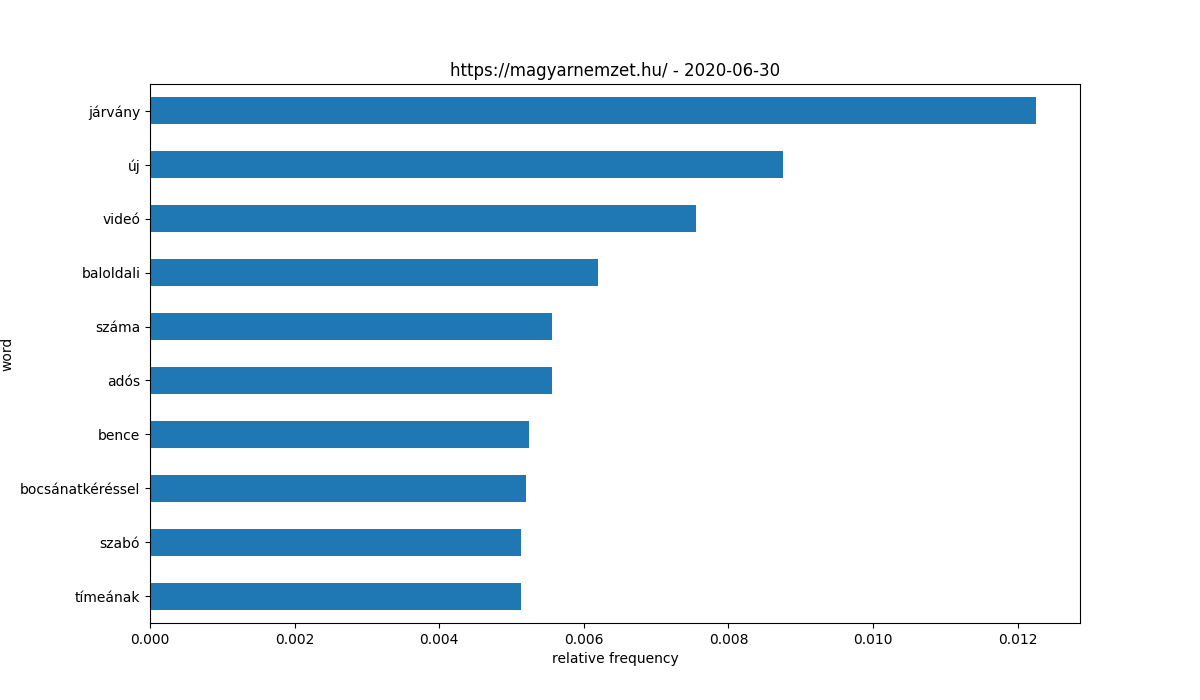 https://magyarnemzet.hu/ - 2020-06-30
járvány
új
videó
baloldali
száma
adós
bence
bocsánatkéréssel
szabó
tímeának
word
0.000 0.002 0.004 0.006 0.008 0.010 0.012
relative frequency